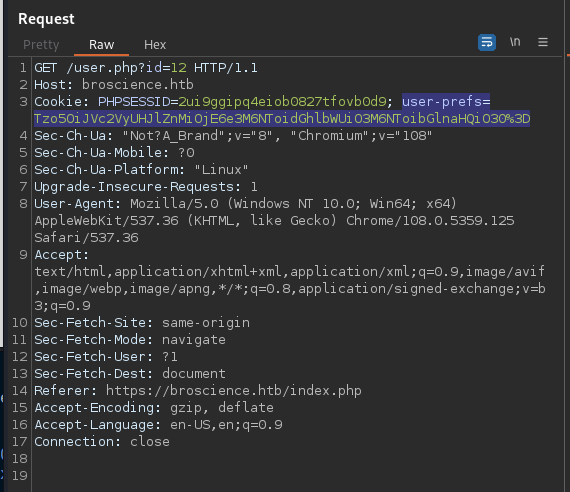 Request
Pretty Raw Hex \n
1 GET /user.php?id=12 HTTP/1.1
2 Host: broscience.htb
3 Cookie: PHPSESSID=2ui9ggipq4eiob0827tfovb0d9; user-prefs=
Tzo5OiJVc2VyUHJlZnMiOjE6e3M6NToidGhlbWUiO3M6NToibGlnaHQiO30%3D
4 Sec-Ch-Ua: "Not?A_Brand";v="8", "Chromium";v="108"
5 Sec-Ch-Ua-Mobile: ?0
6 Sec-Ch-Ua-Platform: "Linux"
7 Upgrade-Insecure-Requests: 1
8 User-Agent: Mozilla/5.0 (Windows NT 10.0; Win64; x64)
AppleWebKit/537.36 (KHTML, like Gecko) Chrome/108.0.5359.125
Safari/537.36
9 Accept:
text/html,application/xhtml+xml,application/xml;q=0.9,image/avif
,image/webp,image/apng,*/*;q=0.8,application/signed-exchange;v=b
3;q=0.9
10 Sec-Fetch-Site: same-origin
11 Sec-Fetch-Mode: navigate
12 Sec-Fetch-User: ?1
13 Sec-Fetch-Dest: document
14 Referer: https://broscience.htb/index.php
15 Accept-Encoding: gzip, deflate
16 Accept-Language: en-US,en;q=0.9
17 Connection: close
18
19